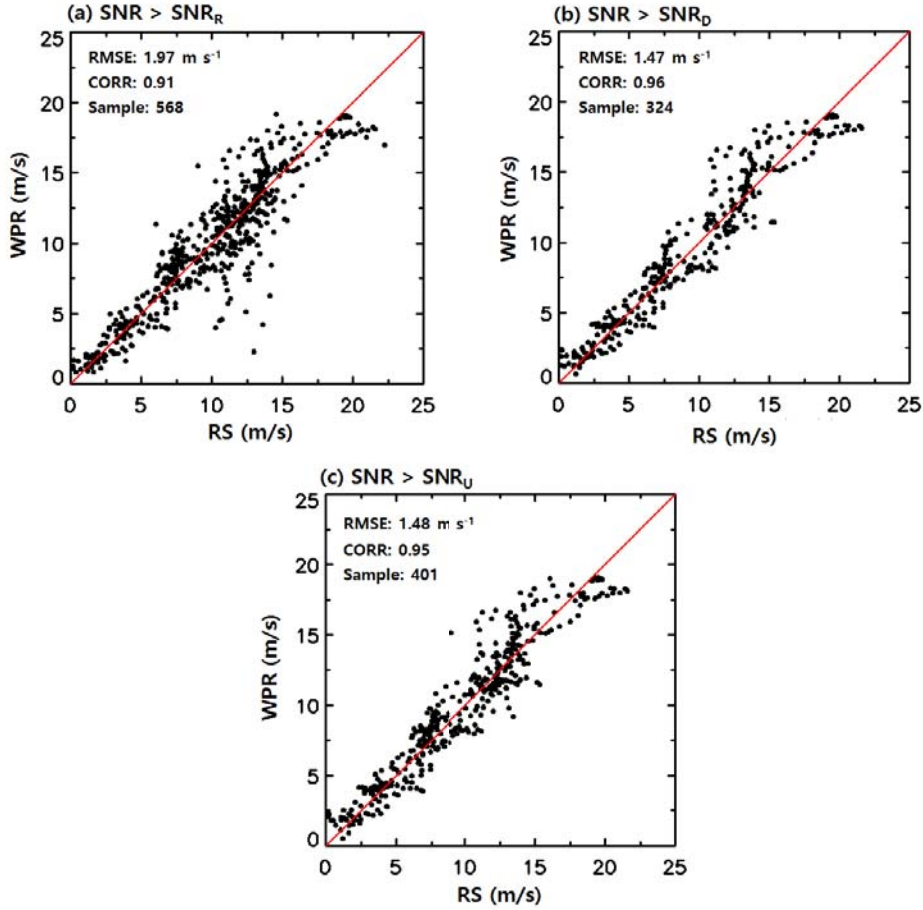 (a) SNR > SNR_R
RMSE: 1.97 m s⁻¹
CORR: 0.91
Sample: 568
25
20
15
10
5
0
WPR (m/s)
0 5 10 15 20 25
RS (m/s)
(b) SNR > SNR_D
RMSE: 1.47 m s⁻¹
CORR: 0.96
Sample: 324
25
20
15
10
5
0
WPR (m/s)
0 5 10 15 20 25
RS (m/s)
(c) SNR > SNR_U
RMSE: 1.48 m s⁻¹
CORR: 0.95
Sample: 401
25
20
15
10
5
0
WPR (m/s)
0 5 10 15 20 25
RS (m/s)